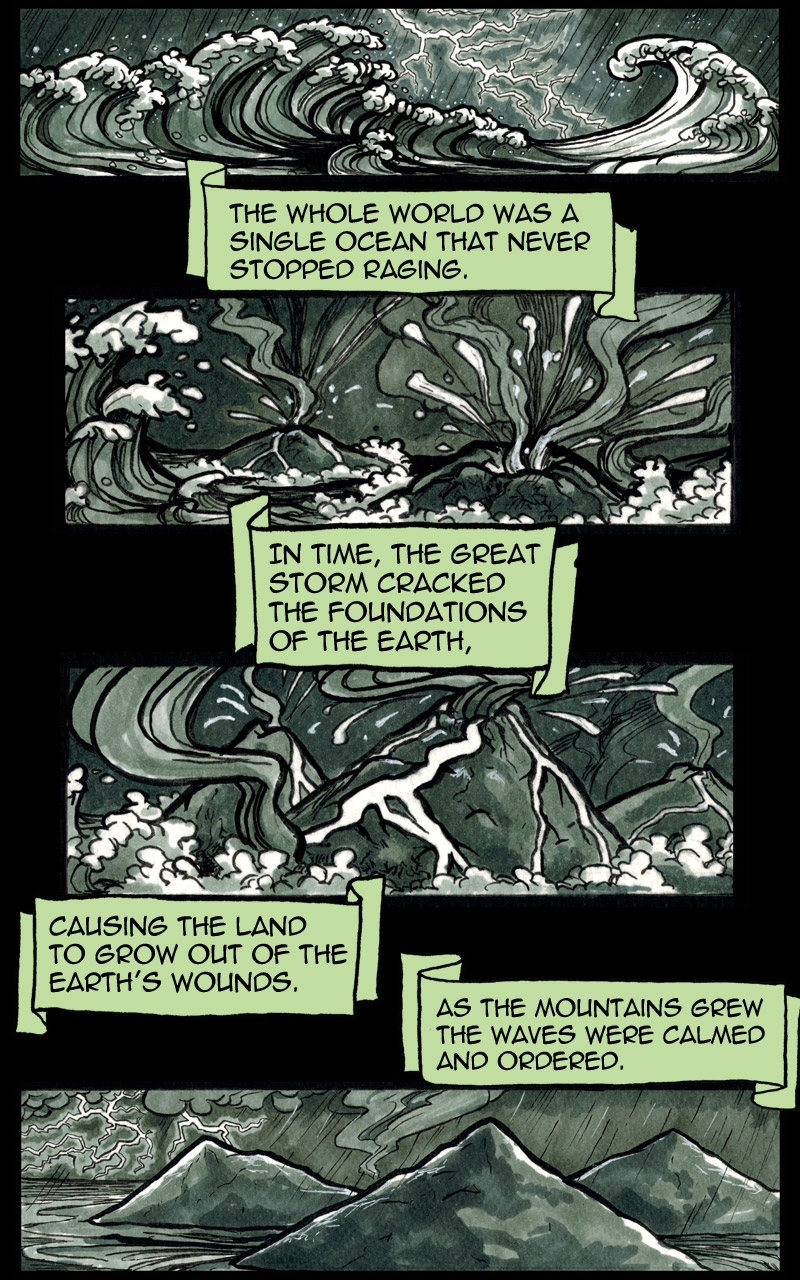 THE WHOLE WORLD WAS A
SINGLE OCEAN THAT NEVER
STOPPED RAGING.
IN TIME, THE GREAT
STORM CRACKED
THE FOUNDATIONS
OF THE EARTH,
CAUSING THE LAND
TO GROW OUT OF THE
EARTH'S WOUNDS.
AS THE MOUNTAINS GREW
THE WAVES WERE CALMED
AND ORDERED.